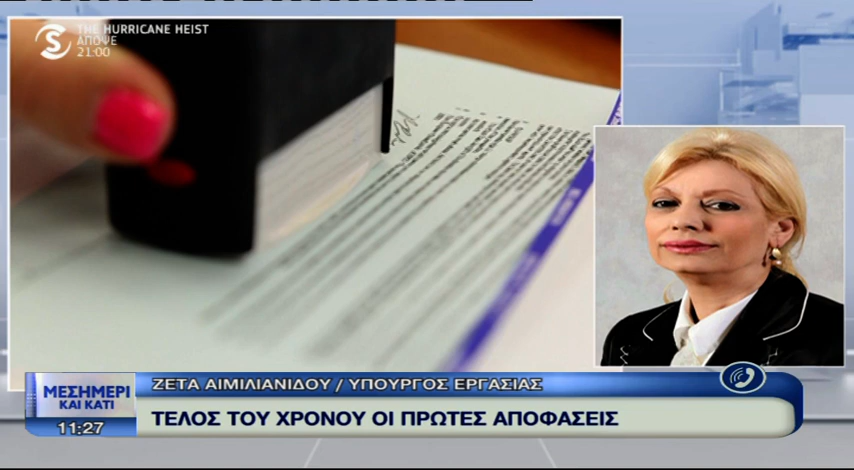 THE HURRICANE HEIST
ΑΠΟΨΕ
21:00
ΖΕΤΑ ΑΙΜΙΛΙΑΝΙΔΟΥ / ΥΠΟΥΡΓΟΣ ΕΡΓΑΣΙΑΣ
ΜΕΣΗΜΕΡΙ
ΚΑΙ ΚΑΤΙ
ΤΕΛΟΣ ΤΟΥ ΧΡΟΝΟΥ ΟΙ ΠΡΩΤΕΣ ΑΠΟΦΑΣΕΙΣ
11:27